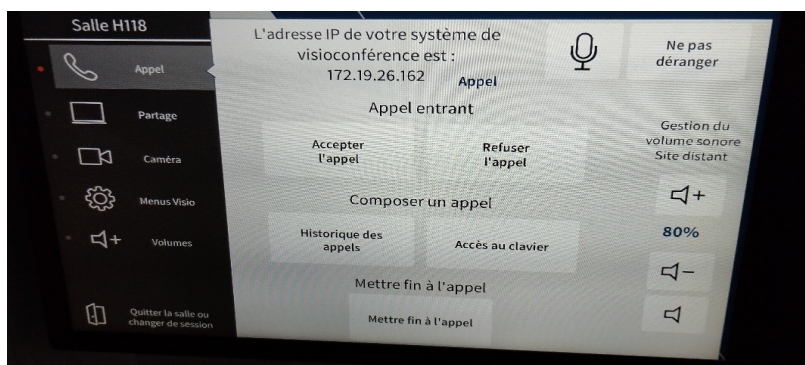 Salle H118
Appel
Partage
Caméra
Menus Visio
Volumes
Quitter la salle ou
changer de session
L'adresse IP de votre système de
visioconférence est :
172.19.26.162
Appel
Ne pas
déranger
Appel entrant
Accepter
l'appel
Refuser
l'appel
Composer un appel
Historique des
appels
Accès au clavier
Mettre fin à l'appel
Mettre fin à l'appel
Gestion du
volume sonore
Site distant
+
80%
-